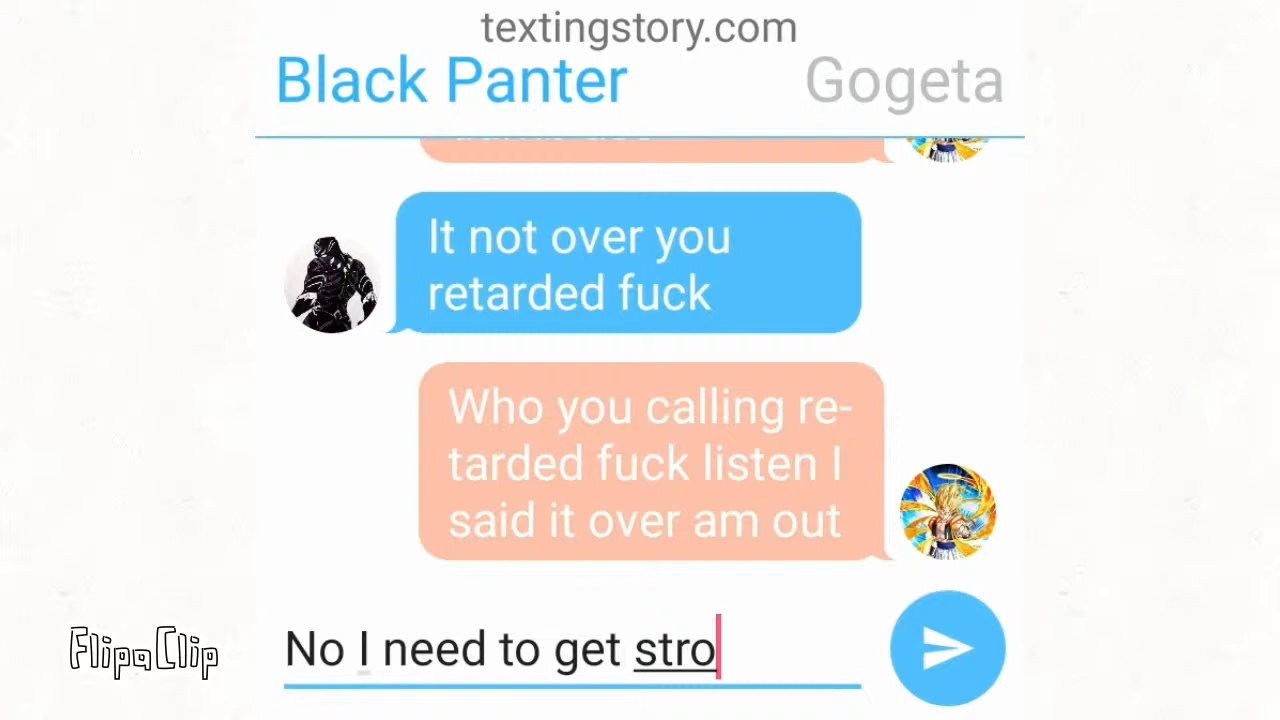 textingstory.com
Black Panter
Gogeta
It not over you
retarded fuck
Who you calling re-
tarded fuck listen I
said it over am out
No I need to get stro
FlipaClip